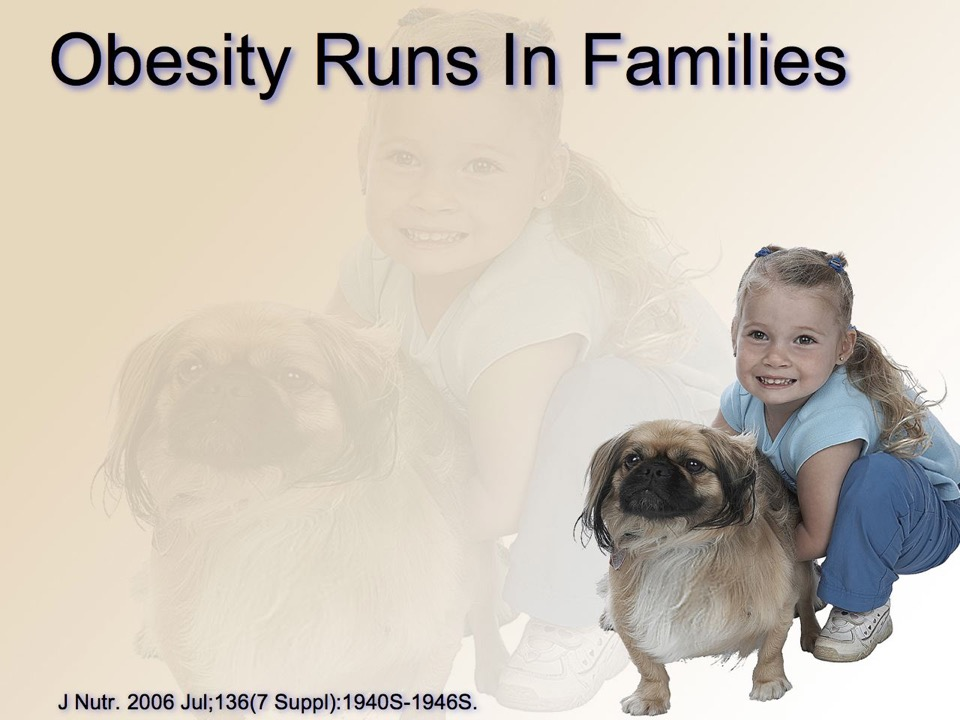 Obesity Runs In Families
J Nutr. 2006 Jul;136(7 Suppl):1940S-1946S.